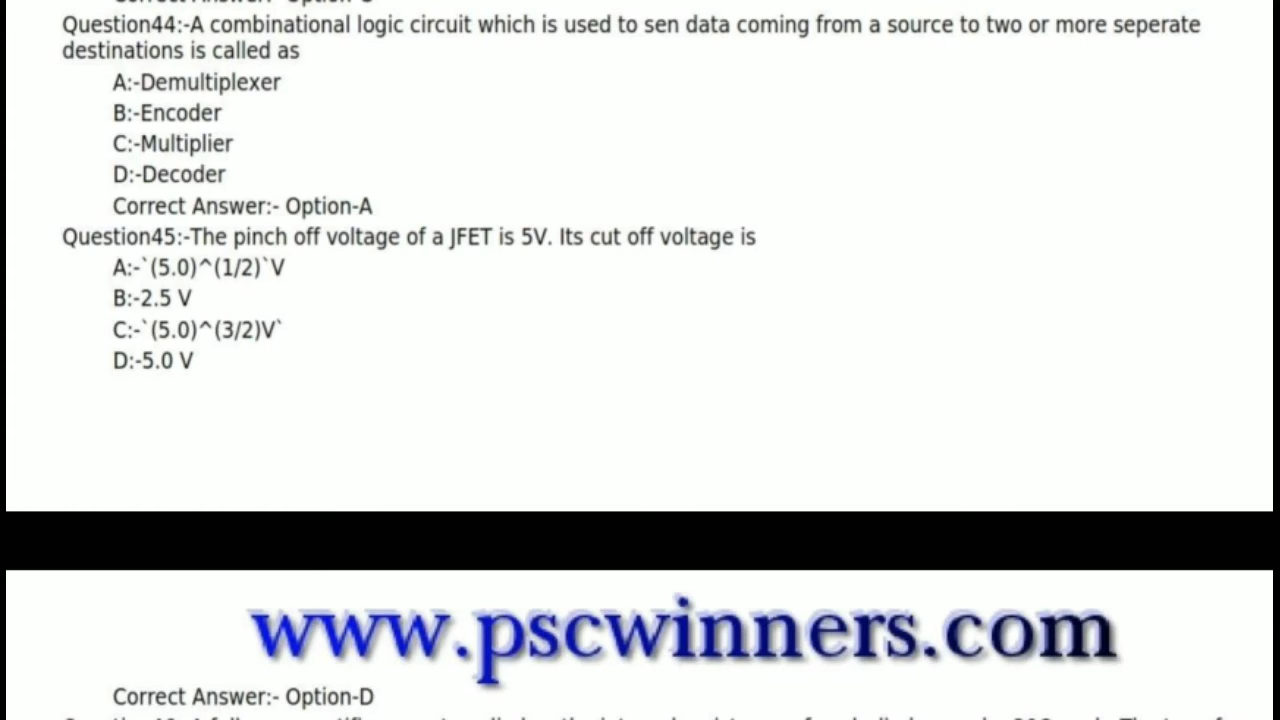 Correct Answer:- Option-C
Question44:-A combinational logic circuit which is used to sen data coming from a source to two or more seperate
destinations is called as
A:-Demultiplexer
B:-Encoder
C:-Multiplier
D:-Decoder
Correct Answer:- Option-A
Question45:-The pinch off voltage of a JFET is 5V. Its cut off voltage is
A:-`(5.0)^(1/2)`V
B:-2.5 V
C:-`(5.0)^(3/2)V`
D:-5.0 V
www.pscwinners.com
Correct Answer:- Option-D